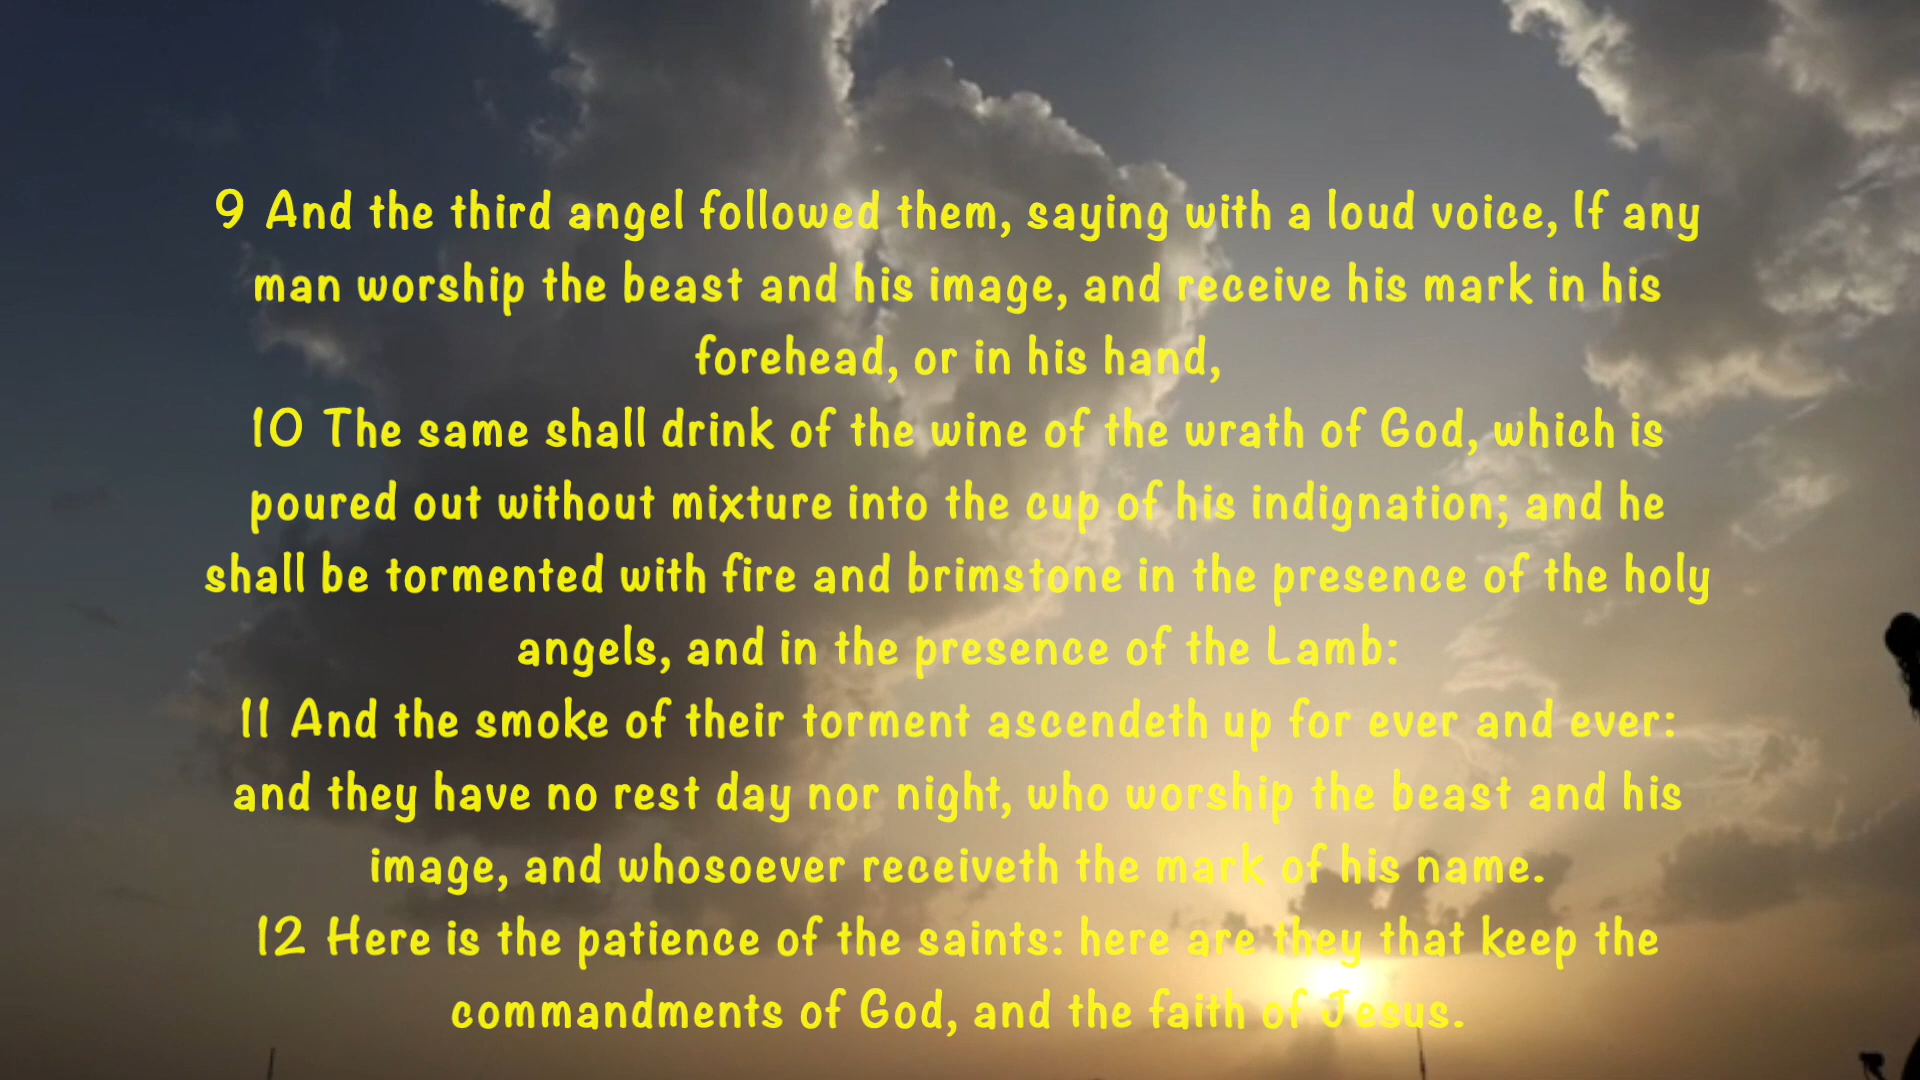 9 And the third angel followed them, saying with a loud voice, If any
man worship the beast and his image, and receive his mark in his
forehead, or in his hand,
10 The same shall drink of the wine of the wrath of God, which is
poured out without mixture into the cup of his indignation; and he
shall be tormented with fire and brimstone in the presence of the holy
angels, and in the presence of the Lamb:
11 And the smoke of their torment ascendeth up for ever and ever:
and they have no rest day nor night, who worship the beast and his
image, and whosoever receiveth the mark of his name.
12 Here is the patience of the saints: here are they that keep the
commandments of God, and the faith of Jesus.